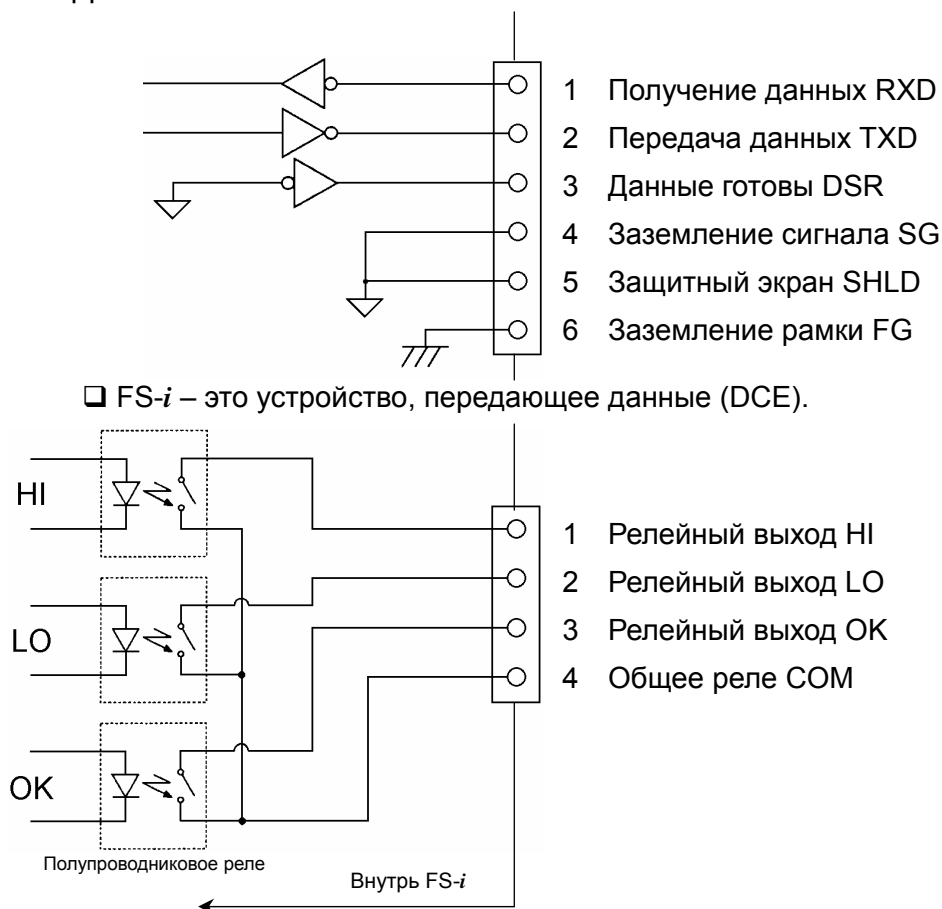 1 Получение данных RXD
2 Передача данных TXD
3 Данные готовы DSR
4 Заземление сигнала SG
5 Защитный экран SHLD
6 Заземление рамки FG
❑ FS-i – это устройство, передающее данные (DCE).
HI
LO
OK
1 Релейный выход HI
2 Релейный выход LO
3 Релейный выход OK
4 Общее реле COM
Полупроводниковое реле
Внутрь FS-i